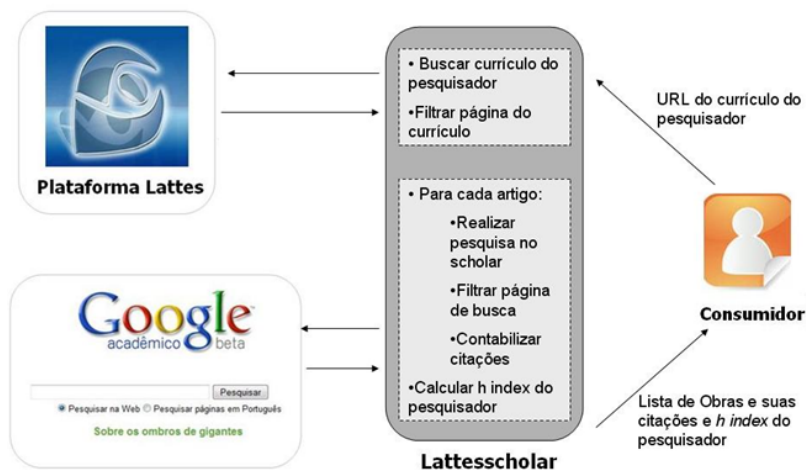 Plataforma Lattes
Google™
acadêmico beta
Pesquisar
Pesquisar na Web Pesquisar páginas em Português
Sobre os ombros de gigantes
• Buscar currículo do
pesquisador
•Filtrar página do
currículo
• Para cada artigo:
•Realizar
pesquisa no
scholar
•Filtrar página
de busca
•Contabilizar
citações
•Calcular h index do
pesquisador
Lattesscholar
URL do currículo do
pesquisador
Consumidor
Lista de Obras e suas
citações e h index do
pesquisador